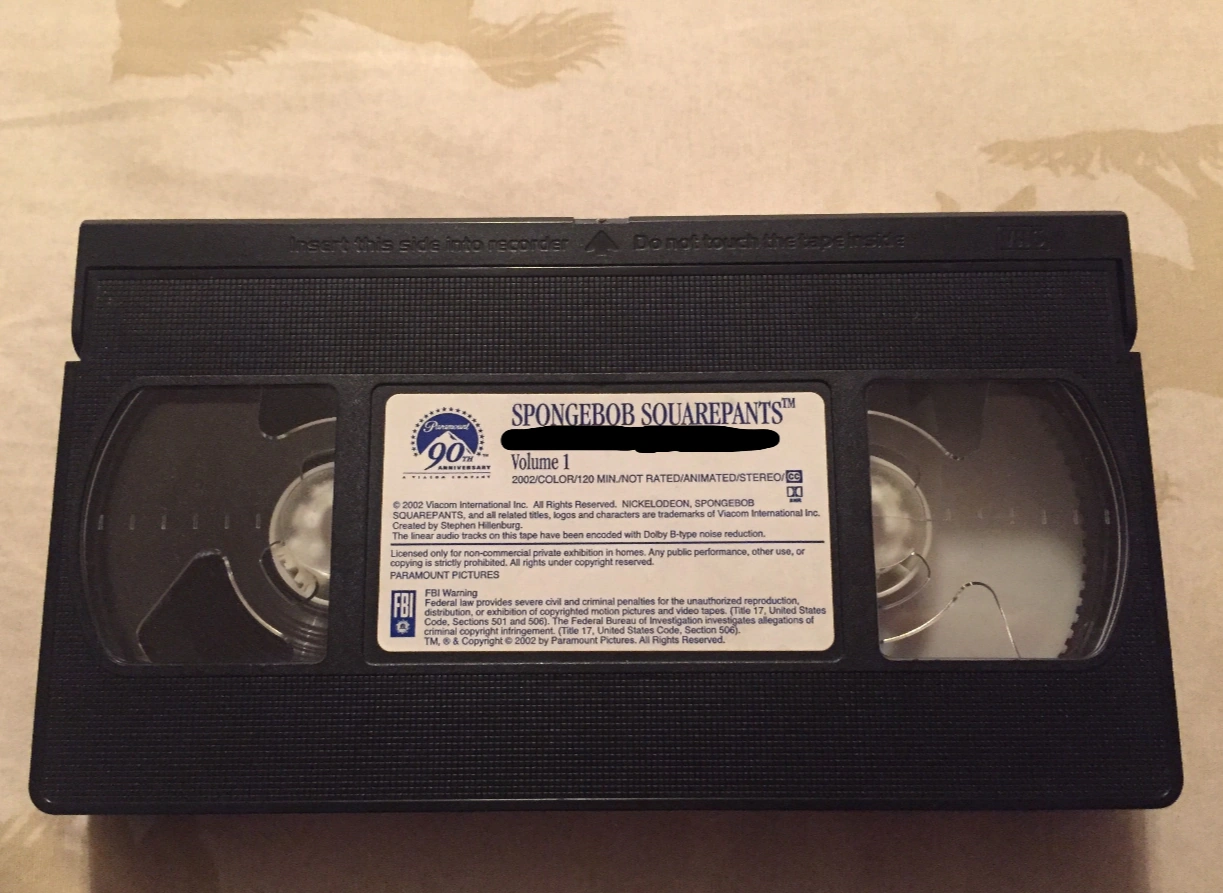 Insert this side into recorder Do not touch the tape inside
VHS
Paramount
90TH
ANNIVERSARY
A VIACOM COMPANY
SPONGEBOB SQUAREPANTS™
Volume 1
2002/COLOR/120 MIN./NOT RATED/ANIMATED/STEREO/CC
© 2002 Viacom International Inc. All Rights Reserved. NICKELODEON, SPONGEBOB
SQUAREPANTS, and all related titles, logos and characters are trademarks of Viacom International Inc.
Created by Stephen Hillenburg.
The linear audio tracks on this tape have been encoded with Dolby B-type noise reduction.
Licensed only for non-commercial private exhibition in homes. Any public performance, other use, or
copying is strictly prohibited. All rights under copyright reserved.
PARAMOUNT PICTURES
FBI
FBI Warning
Federal law provides severe civil and criminal penalties for the unauthorized reproduction,
distribution, or exhibition of copyrighted motion pictures and video tapes. (Title 17, United States
Code, Sections 501 and 506). The Federal Bureau of Investigation investigates allegations of
criminal copyright infringement. (Title 17, United States Code, Section 506).
TM, ® & Copyright © 2002 by Paramount Pictures. All Rights Reserved.